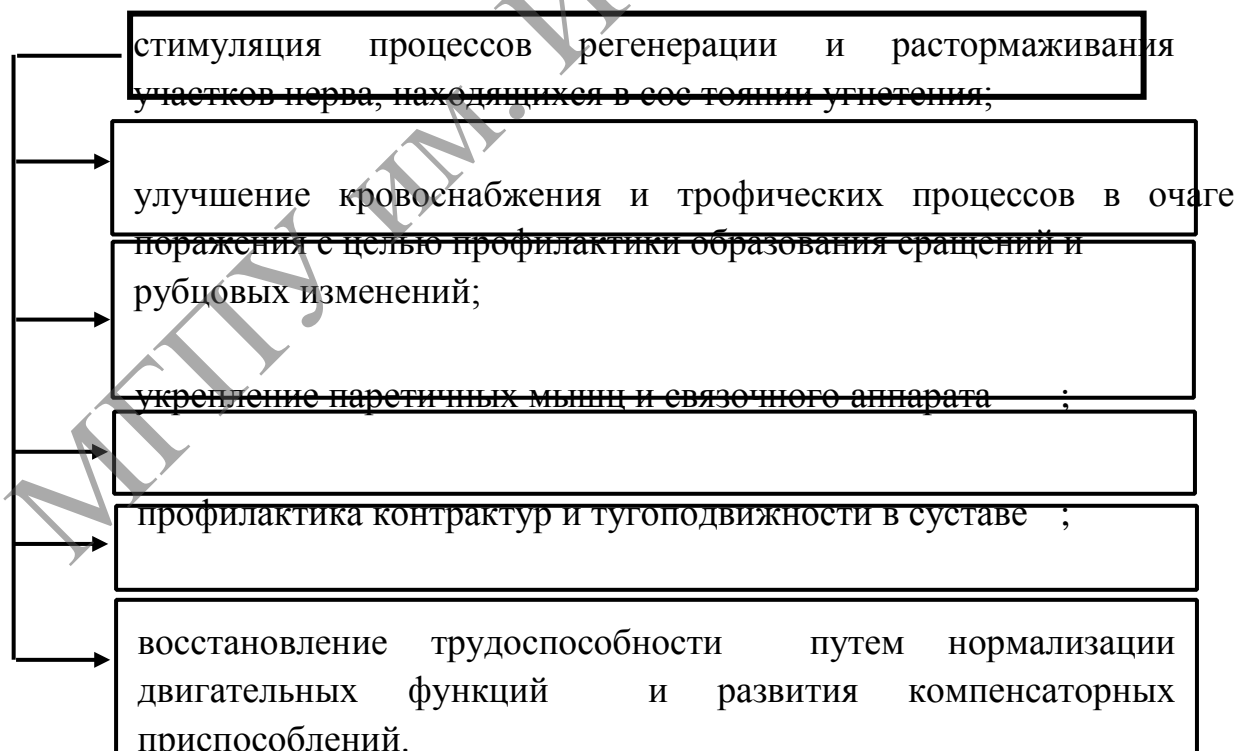 стимуляция процессов регенерации и растормаживания
участков нерва, находящихся в сос тоянии угнетения;
улучшение кровоснабжения и трофических процессов в очаге
поражения с целью профилактики образования сращений и
рубцовых изменений;
укрепление паретичных мышц и связочного аппарата ;
профилактика контрактур и тугоподвижности в суставе ;
восстановление трудоспособности путем нормализации
двигательных функций и развития компенсаторных
приспособлений.
МГПУ им. И